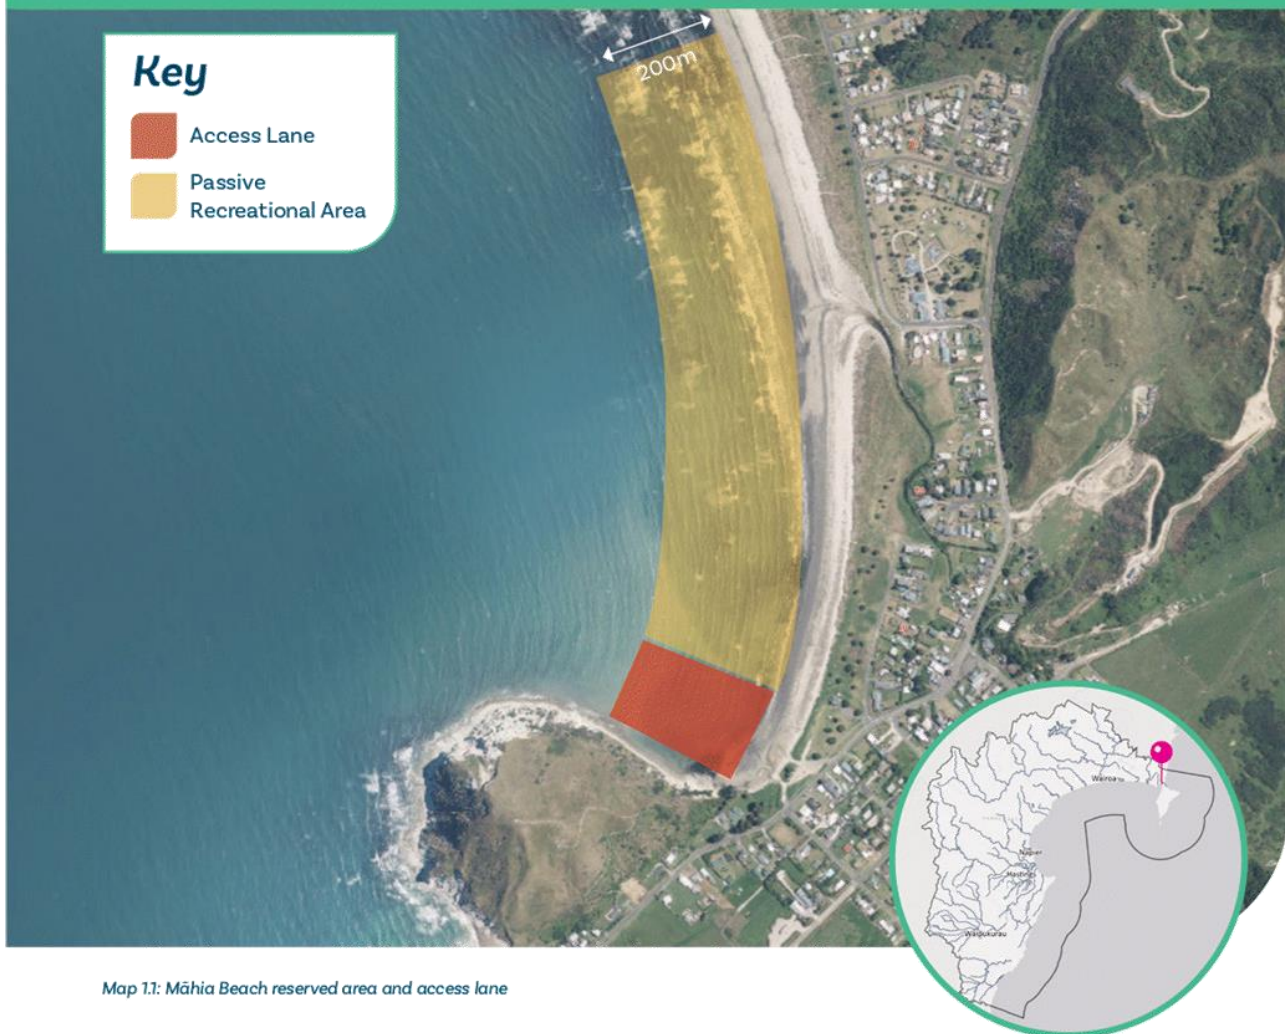 200m
Key
Access Lane
Passive
Recreational Area
Wairoa
Napier
Hastings
Waipukurau
Map 1.1: Māhia Beach reserved area and access lane